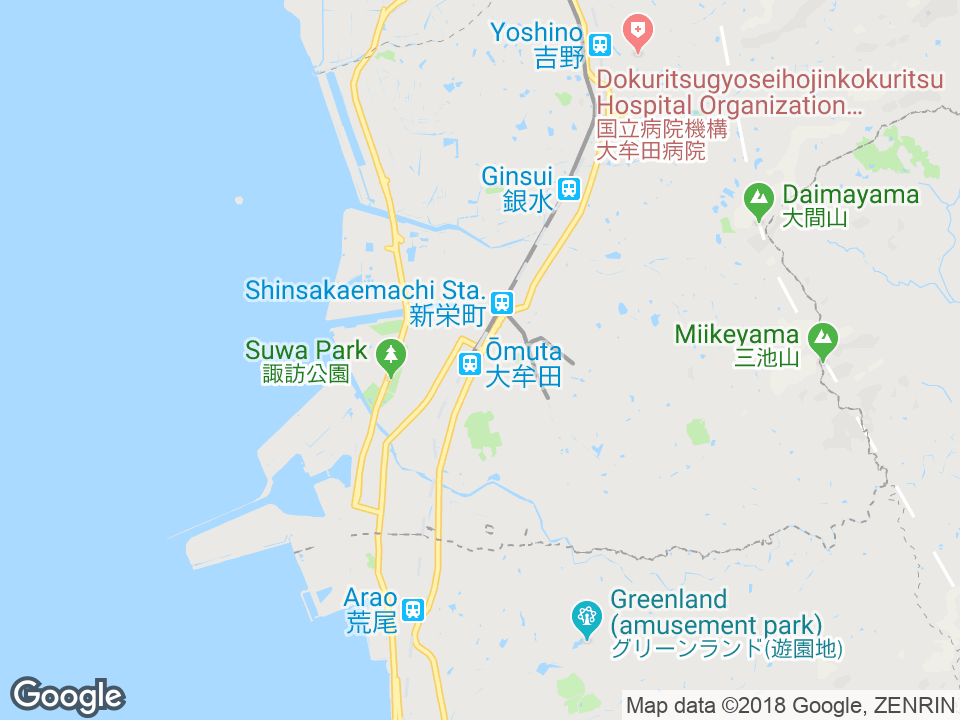 Yoshino
吉野
Dokuritsugyoseihojinkokuritsu
Hospital Organization…
国立病院機構
大牟田病院
Ginsui
銀水
Daimayama
大間山
Shinsakaemachi Sta.
新栄町
Miikeyama
三池山
Suwa Park
諏訪公園
Ōmuta
大牟田
Arao
荒尾
Greenland
(amusement park)
グリーンランド(遊園地)
Google
Map data ©2018 Google, ZENRIN